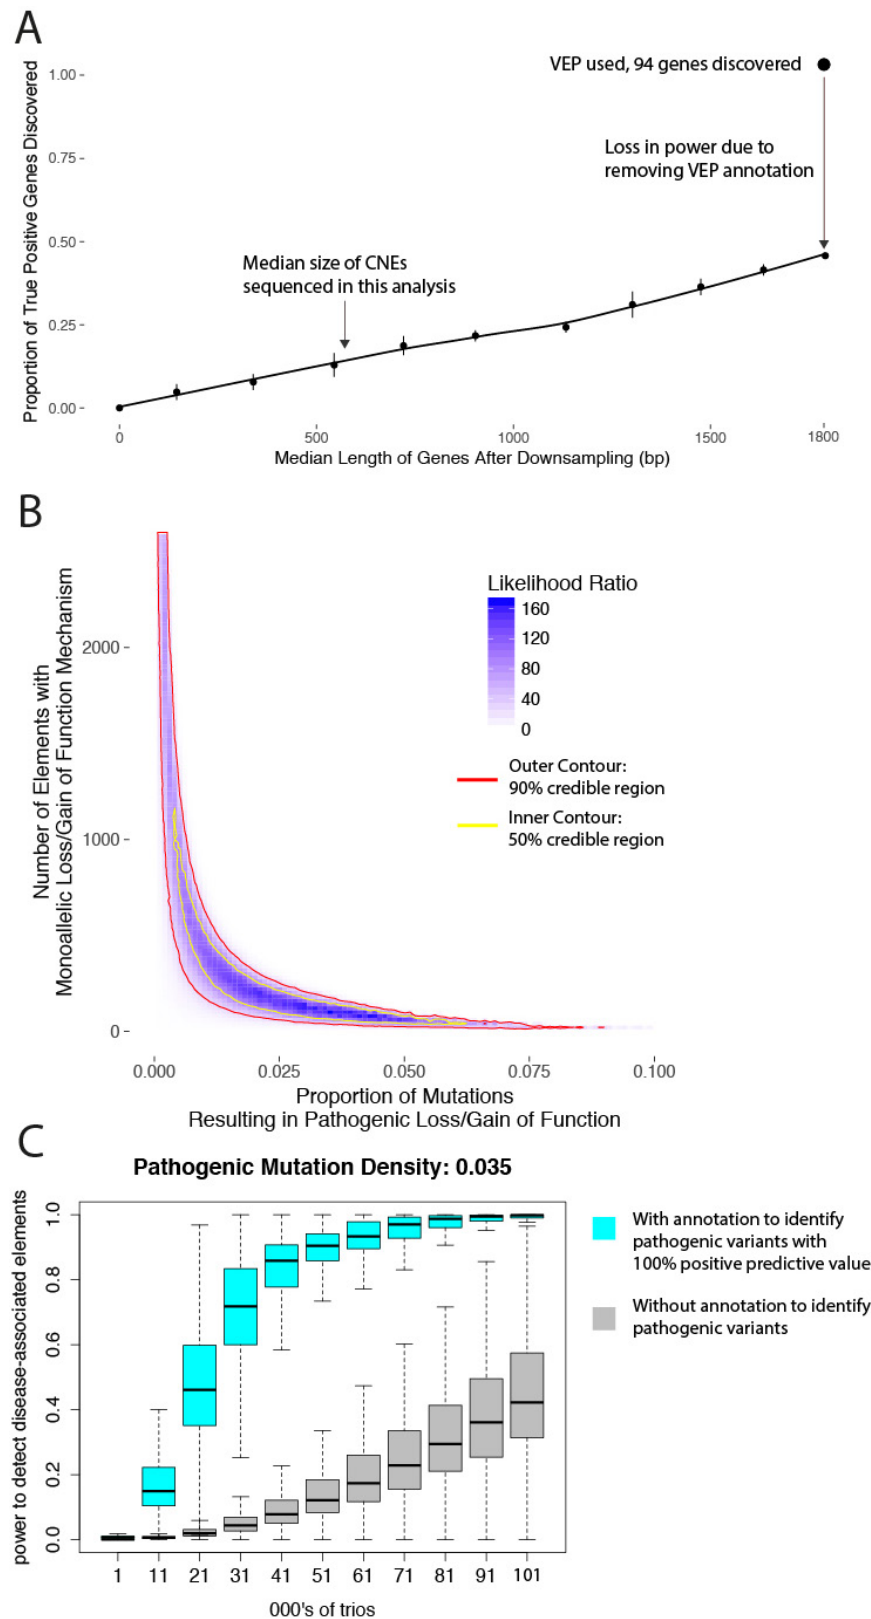 A
Proportion of True Positive Genes Discovered
1.00
0.75
0.50
0.25
0.00
VEP used, 94 genes discovered
Loss in power due to
removing VEP annotation
Median size of CNEs
sequenced in this analysis
0 500 1000 1500 1800
Median Length of Genes After Downsampling (bp)
B
Number of Elements with
Monoallelic Loss/Gain of Function Mechanism
2000
1000
0
Likelihood Ratio
160
120
80
40
0
Outer Contour:
90% credible region
Inner Contour:
50% credible region
0.000 0.025 0.050 0.075 0.100
Proportion of Mutations
Resulting in Pathogenic Loss/Gain of Function
C
Pathogenic Mutation Density: 0.035
power to detect disease-associated elements
1.0
0.8
0.6
0.4
0.2
0.0
With annotation to identify
pathogenic variants with
100% positive predictive value
Without annotation to identify
pathogenic variants
1 11 21 31 41 51 61 71 81 91 101
000's of trios